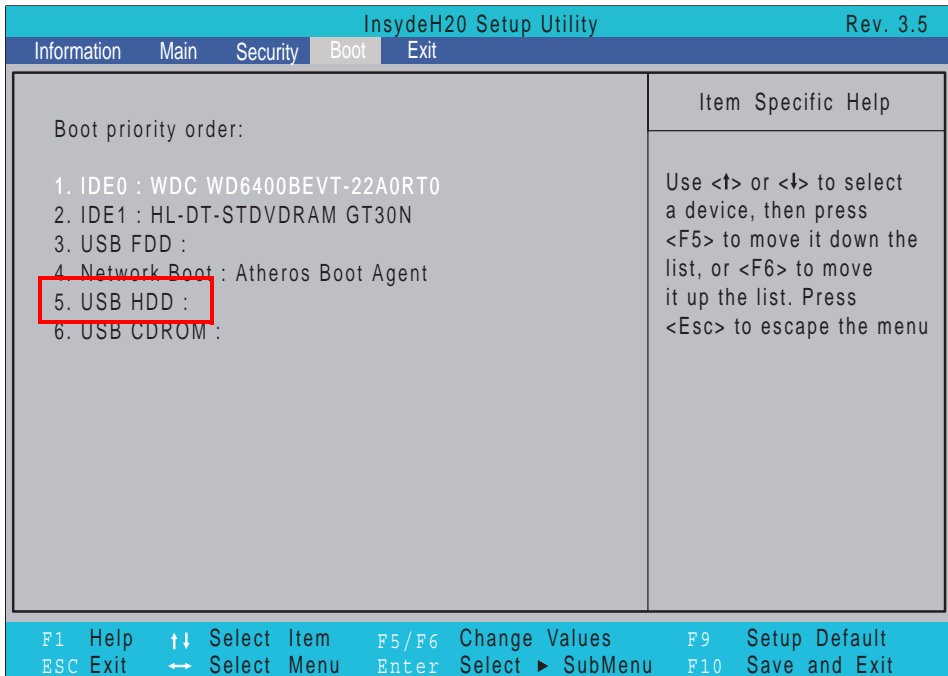 InsydeH20 Setup Utility Rev. 3.5
Information Main Security Boot Exit
Boot priority order:
1. IDE0 : WDC WD6400BEVT-22A0RT0
2. IDE1 : HL-DT-STDVDRAM GT30N
3. USB FDD :
4. Network Boot : Atheros Boot Agent
5. USB HDD :
6. USB CDROM :
Item Specific Help
Use <↑> or <↓> to select
a device, then press
<F5> to move it down the
list, or <F6> to move
it up the list. Press
<Esc> to escape the menu
F1 Help ↑↓ Select Item F5/F6 Change Values F9 Setup Default
ESC Exit ↔ Select Menu Enter Select ► SubMenu F10 Save and Exit